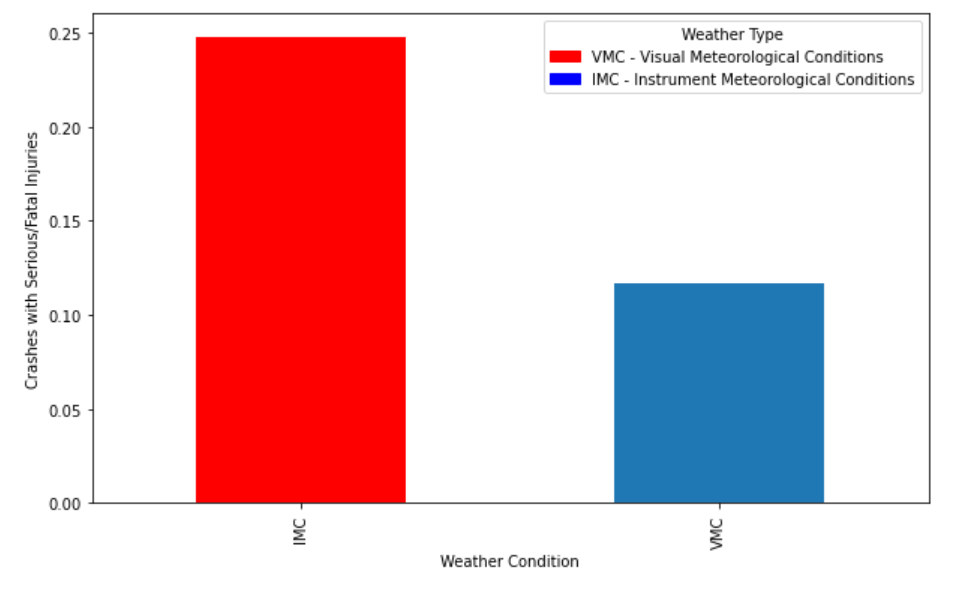 0.25
0.20
0.15
0.10
0.05
0.00
Crashes with Serious/Fatal Injuries
Weather Type
VMC - Visual Meteorological Conditions
IMC - Instrument Meteorological Conditions
IMC
VMC
Weather Condition